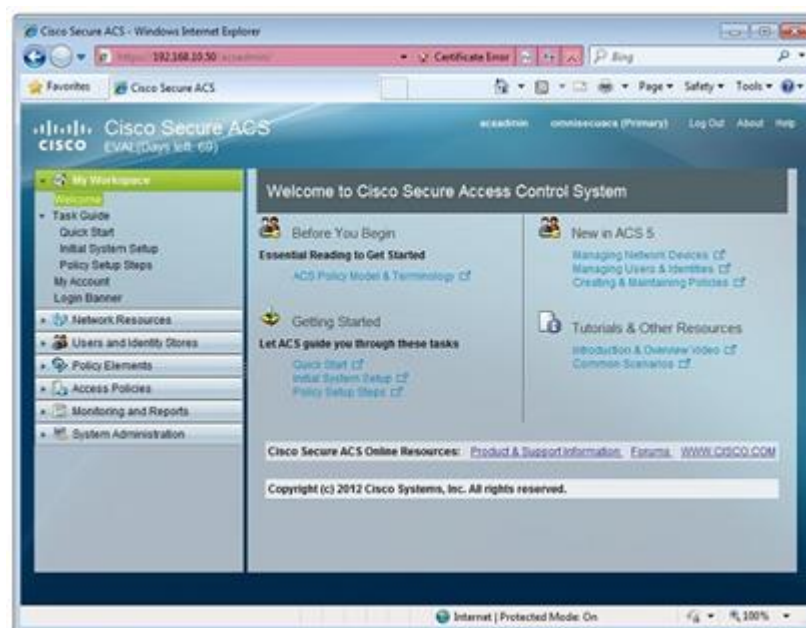 Cisco Secure ACS - Windows Internet Explorer
https://192.168.10.50/acsadmin/ Certificate Error Bing
Favorites Cisco Secure ACS Page Safety Tools
CISCO Cisco Secure ACS
EVAL(Days left: 69)
acsadmin omnisecuacs (Primary) Log Out About Help
My Workspace
Welcome
Task Guide
Quick Start
Initial System Setup
Policy Setup Steps
My Account
Login Banner
Network Resources
Users and Identity Stores
Policy Elements
Access Policies
Monitoring and Reports
System Administration
Welcome to Cisco Secure Access Control System
Before You Begin
Essential Reading to Get Started
ACS Policy Model & Terminology
Getting Started
Let ACS guide you through these tasks
Quick Start
Initial System Setup
Policy Setup Steps
New in ACS 5
Managing Network Devices
Managing Users & Identities
Creating & Maintaining Policies
Tutorials & Other Resources
Introduction & Overview Video
Common Scenarios
Cisco Secure ACS Online Resources: Product & Support Information Forums WWW.CISCO.COM
Copyright (c) 2012 Cisco Systems, Inc. All rights reserved.
Internet | Protected Mode: On 100%